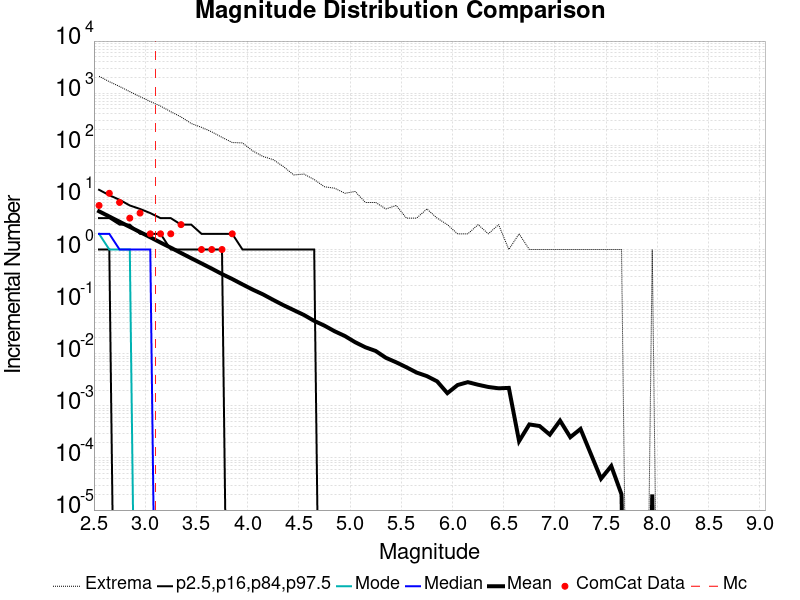 Magnitude Distribution Comparison
10^4
10^3
10^2
10^1
10^0
10^-1
10^-2
10^-3
10^-4
10^-5
Incremental Number
2.5 3.0 3.5 4.0 4.5 5.0 5.5 6.0 6.5 7.0 7.5 8.0 8.5 9.0
Magnitude
Extrema p2.5,p16,p84,p97.5 Mode Median Mean ComCat Data Mc